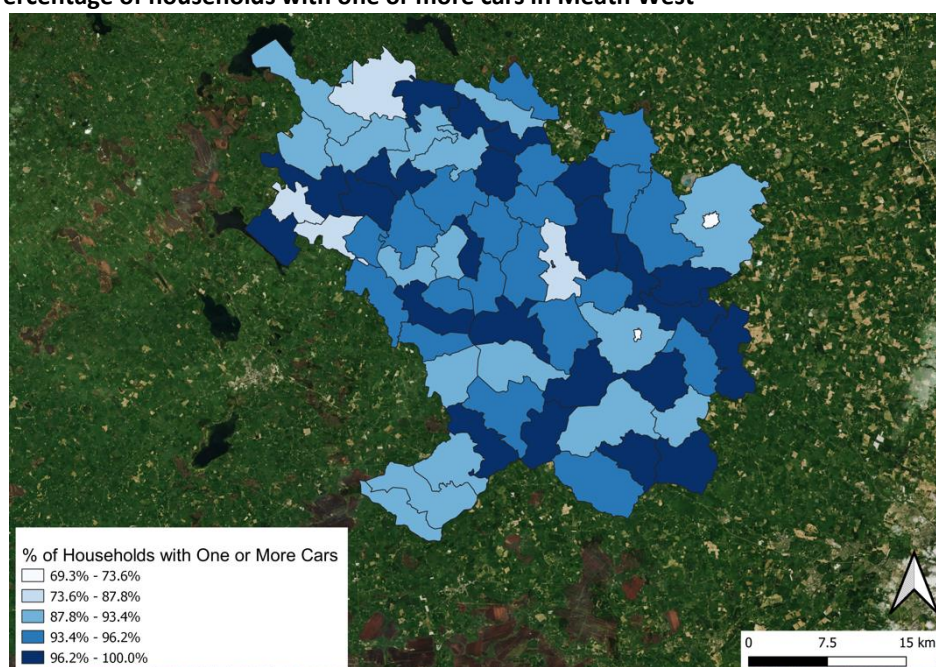 ercentage of households with one or more cars in Meath West
% of Households with One or More Cars
69.3% - 73.6%
73.6% - 87.8%
87.8% - 93.4%
93.4% - 96.2%
96.2% - 100.0%
0 7.5 15 km